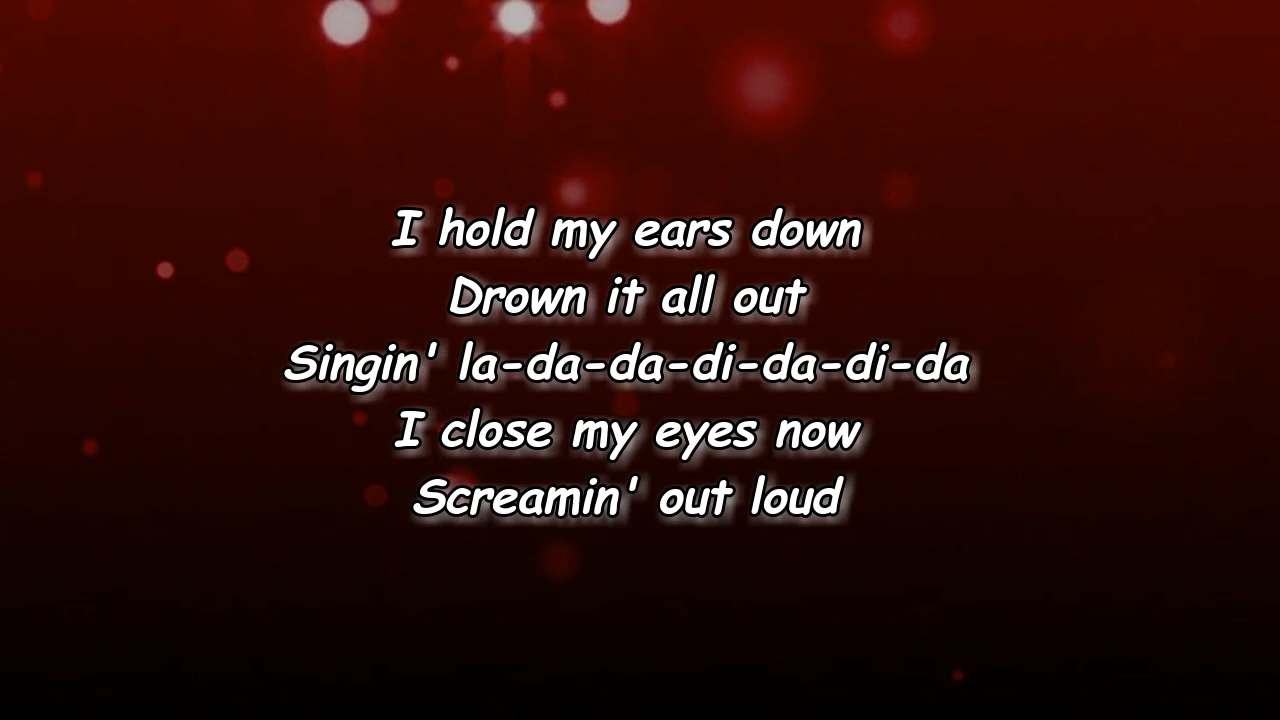 I hold my ears down
Drown it all out
Singin' la-da-da-di-da-di-da
I close my eyes now
Screamin' out loud